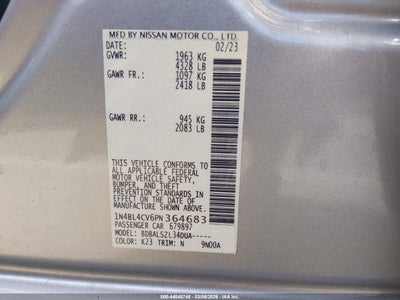 MFD BY NISSAN MOTOR CO., LTD.
DATE: 02/23
GVWR: 1963 KG
4328 LB
GAWR FR.: 1097 KG
2418 LB
GAWR RR.: 945 KG
2083 LB
THIS VEHICLE CONFORMS TO
ALL APPLICABLE FEDERAL
MOTOR VEHICLE SAFETY,
BUMPER, AND THEFT
PREVENTION STANDARDS IN
EFFECT ON THE DATE OF
MANUFACTURE SHOWN ABOVE.
1N4BL4CV6PN364683
PASSENGER CAR 679897
MODEL: BDBALSZL34DUA-----
COLOR: K23 TRIM: N 9N00A